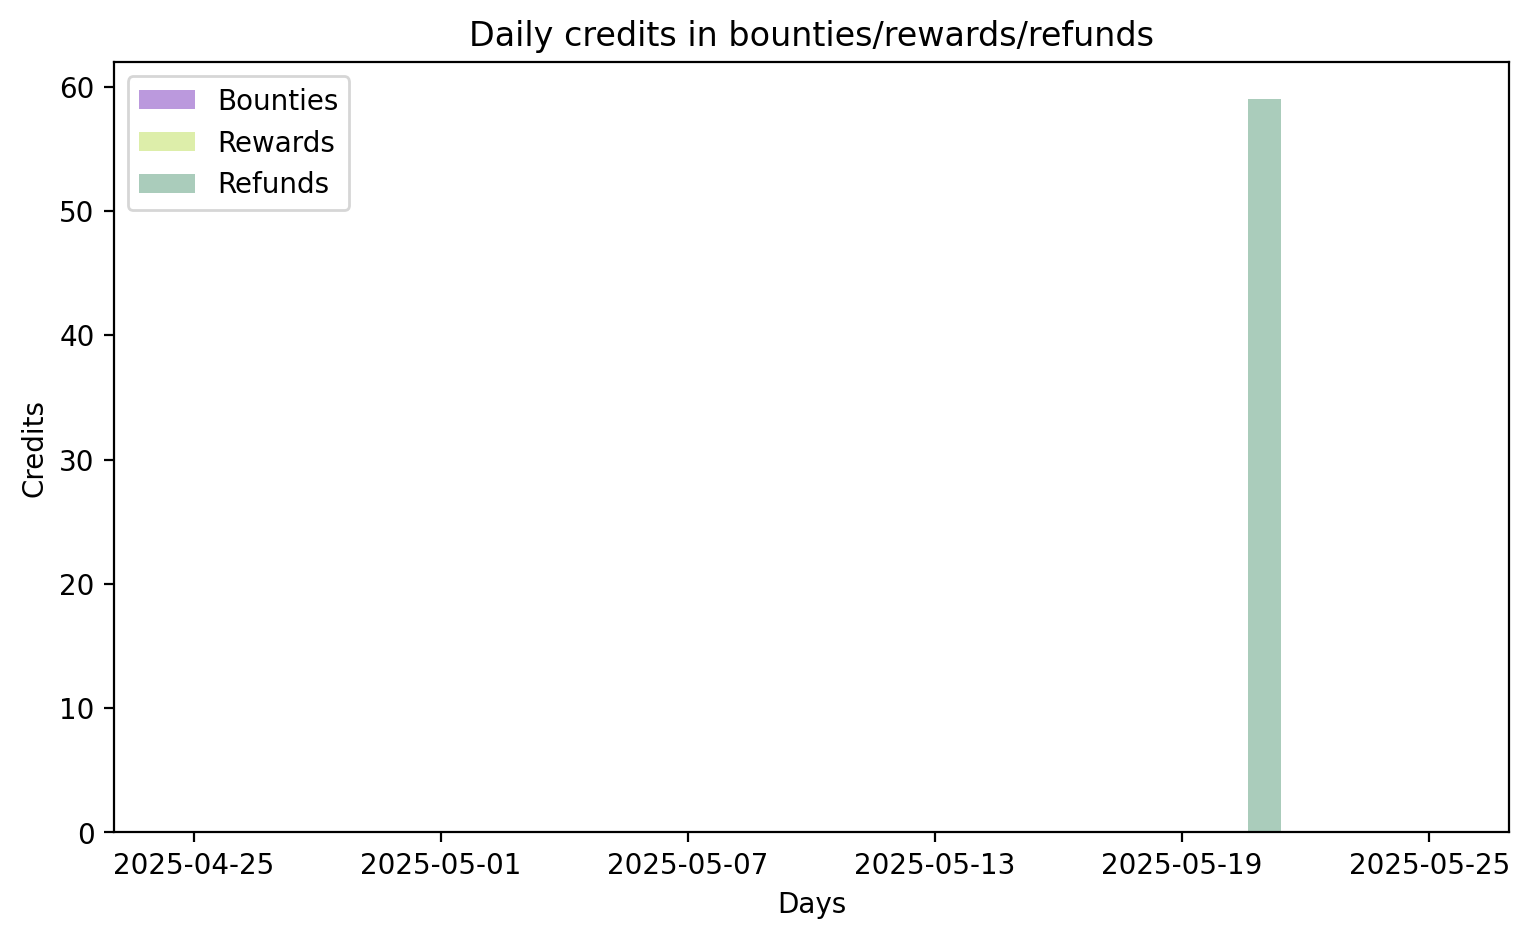 Daily credits in bounties/rewards/refunds
Bounties
Rewards
Refunds
60
50
40
30
20
10
0
Credits
2025-04-25 2025-05-01 2025-05-07 2025-05-13 2025-05-19 2025-05-25
Days